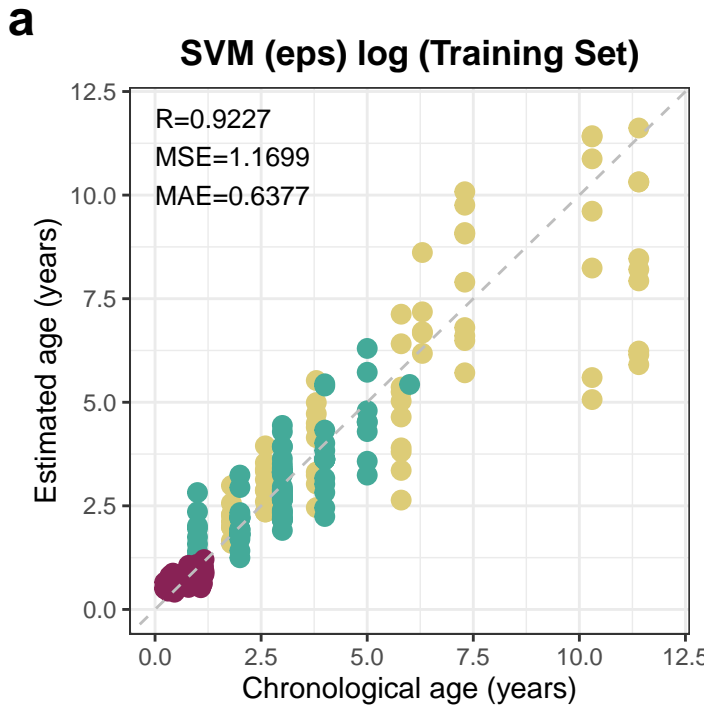 a
SVM (eps) log (Training Set)
R=0.9227
MSE=1.1699
MAE=0.6377
12.5
10.0
7.5
5.0
2.5
0.0
Estimated age (years)
0.0 2.5 5.0 7.5 10.0 12.5
Chronological age (years)